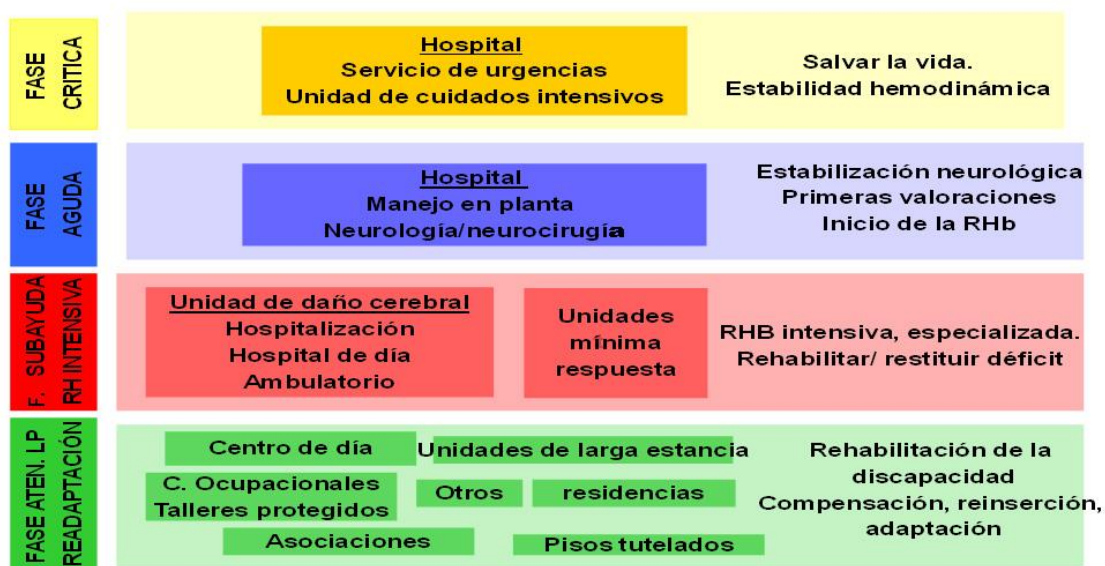 FASE
CRITICA
Hospital
Servicio de urgencias
Unidad de cuidados intensivos
Salvar la vida.
Estabilidad hemodinámica
FASE
AGUDA
Hospital
Manejo en planta
Neurología/neurocirugía
Estabilización neurológica
Primeras valoraciones
Inicio de la RHb
F. SUBAYUDA
RH INTENSIVA
Unidad de daño cerebral
Hospitalización
Hospital de día
Ambulatorio
Unidades
mínima
respuesta
RHB intensiva, especializada.
Rehabilitar/ restituir déficit
FASE ATEN. LP
READAPTACIÓN
Centro de día
Unidades de larga estancia
C. Ocupacionales
Talleres protegidos
Otros
residencias
Asociaciones
Pisos tutelados
Rehabilitación de la
discapacidad
Compensación, reinserción,
adaptación